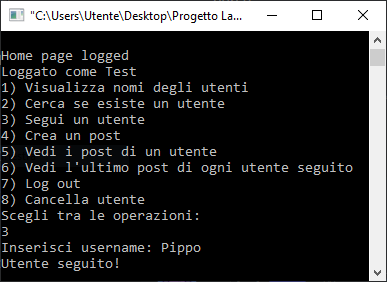 "C:\Users\Utente\Desktop\Progetto La...
Home page logged
Loggato come Test
1) Visualizza nomi degli utenti
2) Cerca se esiste un utente
3) Segui un utente
4) Crea un post
5) Vedi i post di un utente
6) Vedi l'ultimo post di ogni utente seguito
7) Log out
8) Cancella utente
Scegli tra le operazioni:
3
Inserisci username: Pippo
Utente seguito!